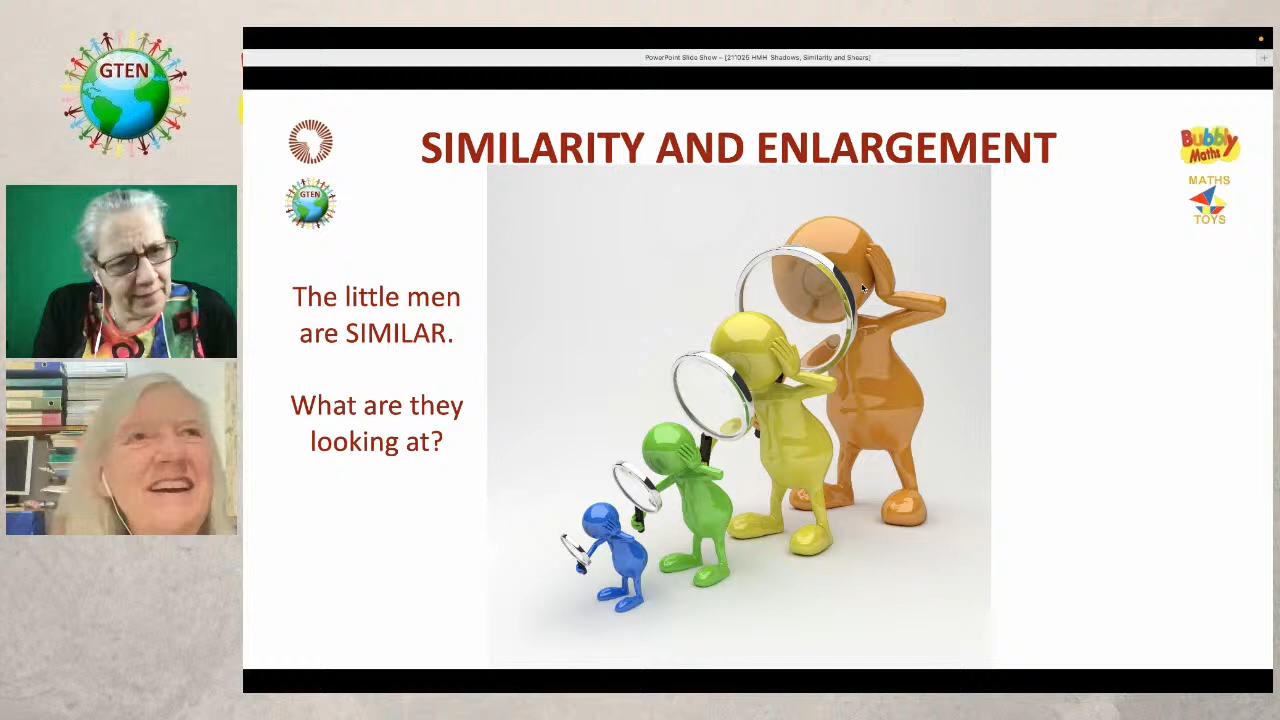 GTEN
PowerPoint Slide Show – [211025 HMH Shadows, Similarity and Shears]
SIMILARITY AND ENLARGEMENT
GTEN
Bubbly
Maths
MATHS
TOYS
The little men
are SIMILAR.
What are they
looking at?